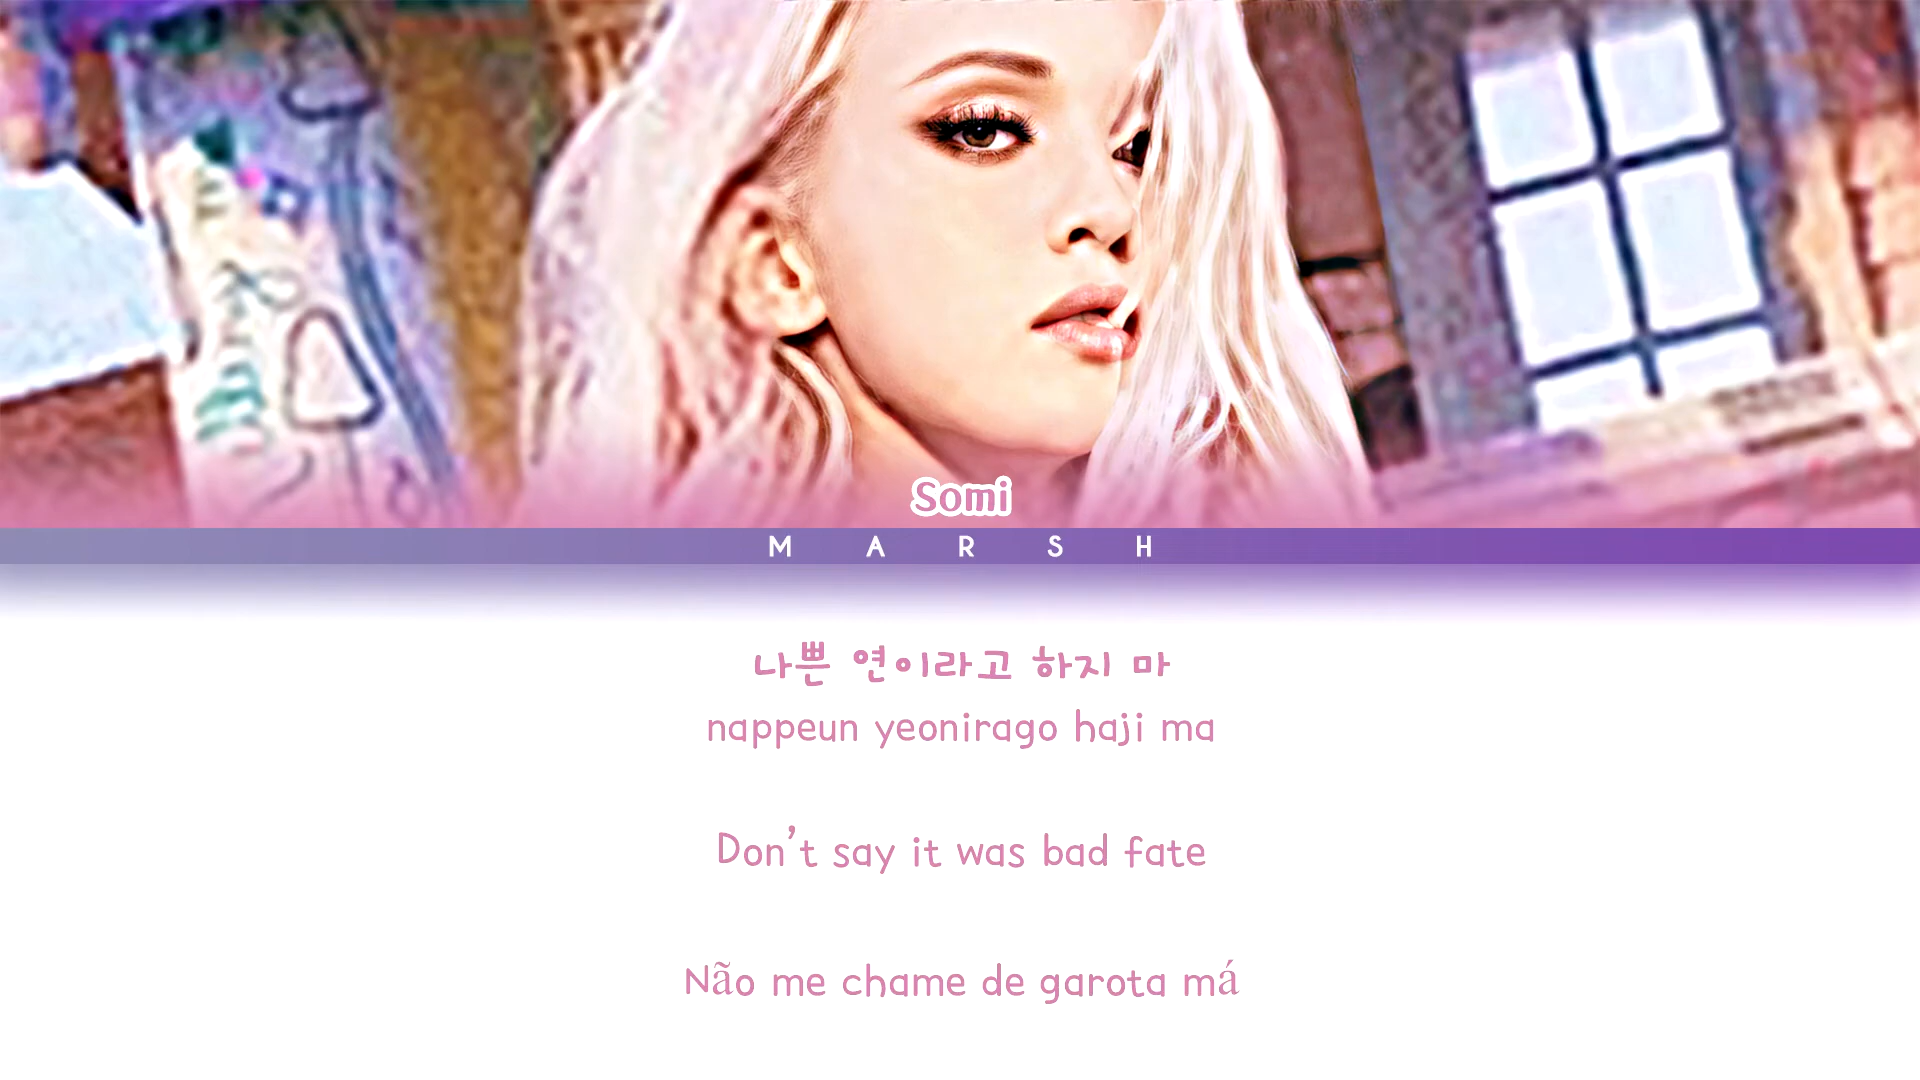 Somi
MARSH
나쁜 연이라고 하지 마
nappeun yeonirago haji ma
Don't say it was bad fate
Não me chame de garota má